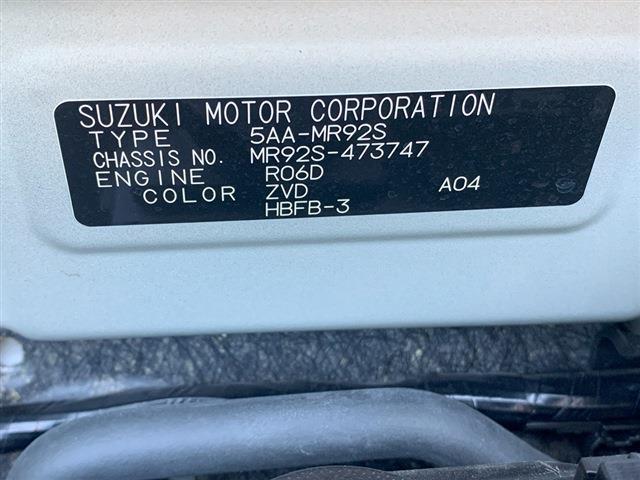 SUZUKI MOTOR CORPORATION
TYPE 5AA-MR92S
CHASSIS NO. MR92S-473747
ENGINE R06D
COLOR ZVD A04
HBFB-3